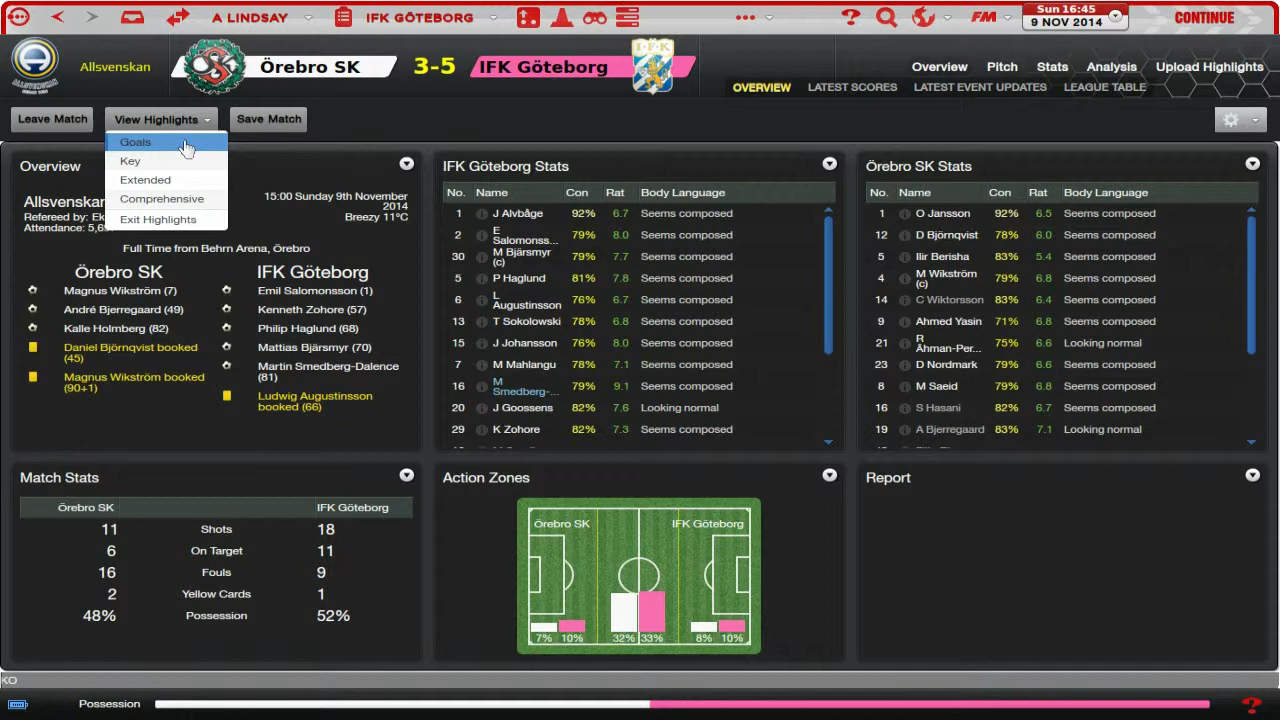 A LINDSAY
IFK GÖTEBORG
FM
Sun 16:45
9 NOV 2014
CONTINUE
Allsvenskan
Örebro SK
3-5
IFK Göteborg
Overview
Pitch
Stats
Analysis
Upload Highlights
OVERVIEW
LATEST SCORES
LATEST EVENT UPDATES
LEAGUE TABLE
Leave Match
View Highlights
Save Match
Goals
Key
Extended
Comprehensive
Exit Highlights
Overview
Allsvenskan
15:00 Sunday 9th November
2014
Refereed by:
Breezy 11°C
Attendance:
Full Time from Behrn Arena, Örebro
Örebro SK
Magnus Wikström (7)
André Bjerregaard (49)
Kalle Holmberg (82)
Daniel Björnqvist booked
(45)
Magnus Wikström booked
(90+1)
IFK Göteborg
Emil Salomonsson (1)
Kenneth Zohore (57)
Philip Haglund (68)
Mattias Bjärsmyr (70)
Martin Smedberg-Dalence
(81)
Ludwig Augustinsson
booked (66)
IFK Göteborg Stats
No. Name Con Rat Body Language
1 J Alvbåge 92% 6.7 Seems composed
2 E Salomonss... 79% 8.0 Seems composed
30 M Bjärsmyr (c) 79% 7.7 Seems composed
5 P Haglund 81% 7.8 Seems composed
6 L Augustinsson 76% 6.7 Seems composed
13 T Sokolowski 78% 6.8 Seems composed
15 J Johansson 76% 8.0 Seems composed
7 M Mahlangu 78% 7.1 Seems composed
16 M Smedberg-... 79% 9.1 Seems composed
20 J Goossens 82% 7.6 Looking normal
29 K Zohore 82% 7.3 Seems composed
Örebro SK Stats
No. Name Con Rat Body Language
1 O Jansson 92% 6.5 Seems composed
12 D Björnqvist 78% 6.0 Seems composed
5 Ilir Berisha 83% 5.4 Seems composed
4 M Wikström (c) 79% 6.8 Seems composed
14 C Wiktorsson 83% 6.4 Seems composed
9 Ahmed Yasin 71% 6.8 Seems composed
21 R Åhman-Per... 75% 6.6 Looking normal
23 D Nordmark 79% 6.6 Seems composed
8 M Saeid 79% 6.8 Seems composed
16 S Hasani 82% 6.7 Seems composed
19 A Bjerregaard 83% 7.1 Looking normal
Match Stats
Örebro SK IFK Göteborg
11 Shots 18
6 On Target 11
16 Fouls 9
2 Yellow Cards 1
48% Possession 52%
Action Zones
Örebro SK IFK Göteborg
7% 10% 32% 33% 8% 10%
Report
KO
Possession